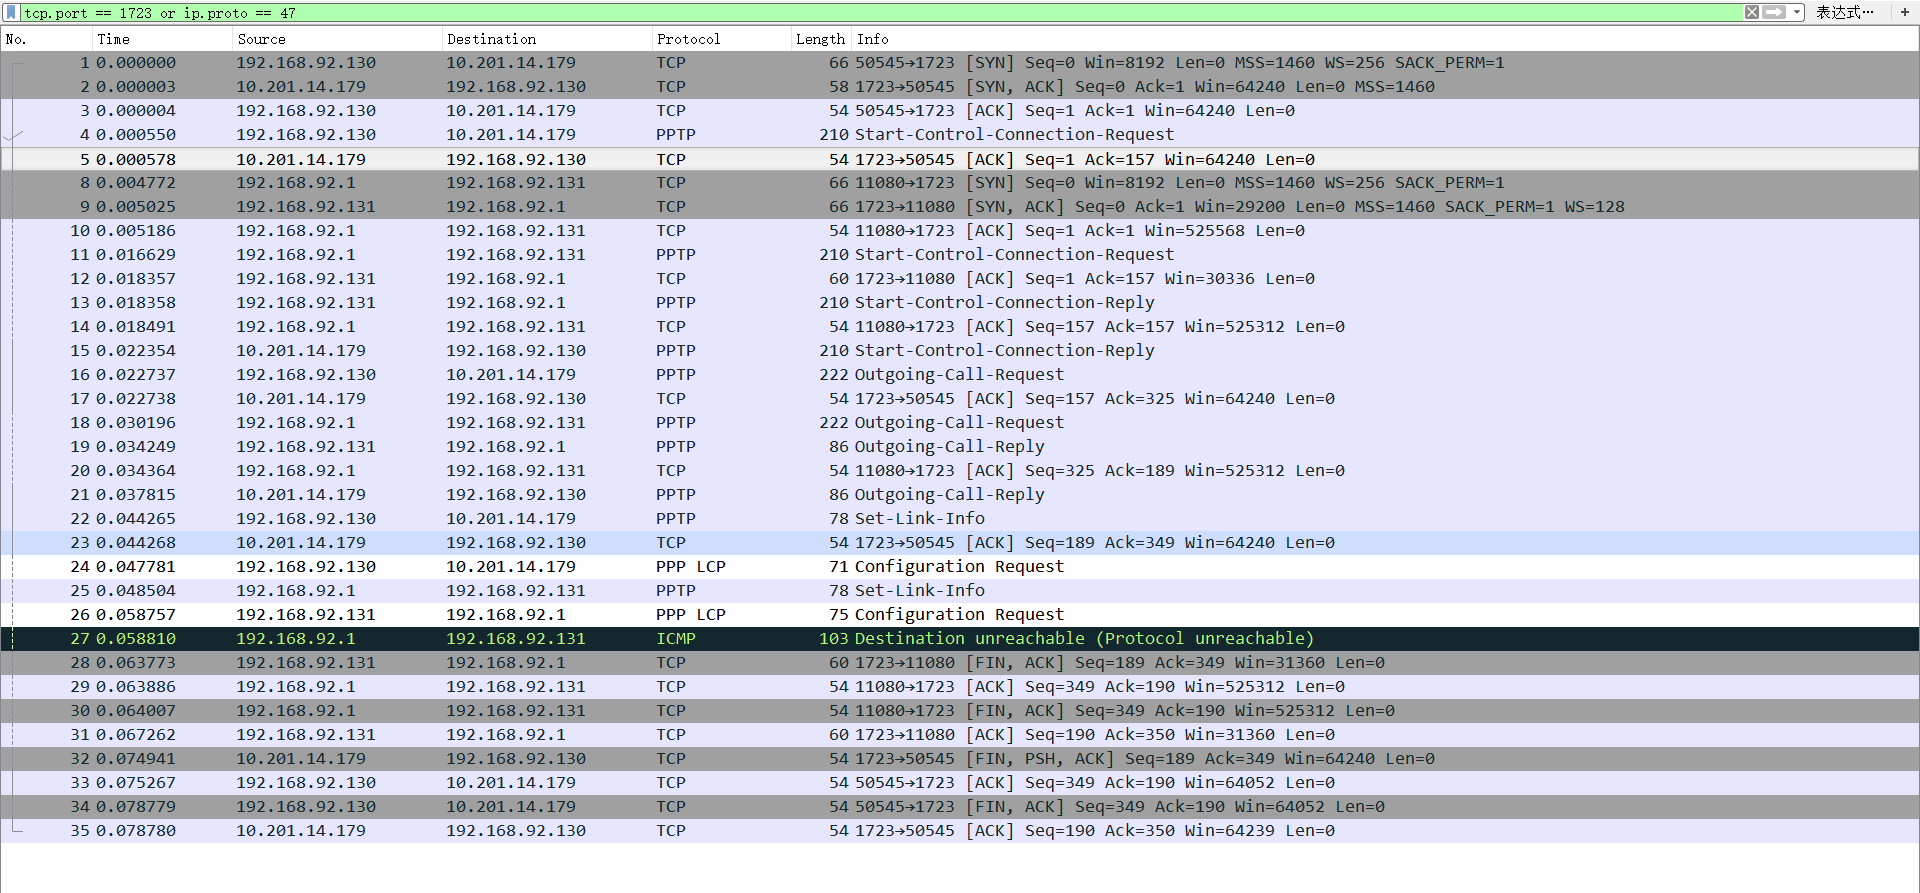 tcp.port == 1723 or ip.proto == 47 表达式… +
No. Time Source Destination Protocol Length Info
1 0.000000 192.168.92.130 10.201.14.179 TCP 66 50545→1723 [SYN] Seq=0 Win=8192 Len=0 MSS=1460 WS=256 SACK_PERM=1
2 0.000003 10.201.14.179 192.168.92.130 TCP 58 1723→50545 [SYN, ACK] Seq=0 Ack=1 Win=64240 Len=0 MSS=1460
3 0.000004 192.168.92.130 10.201.14.179 TCP 54 50545→1723 [ACK] Seq=1 Ack=1 Win=64240 Len=0
4 0.000550 192.168.92.130 10.201.14.179 PPTP 210 Start-Control-Connection-Request
5 0.000578 10.201.14.179 192.168.92.130 TCP 54 1723→50545 [ACK] Seq=1 Ack=157 Win=64240 Len=0
8 0.004772 192.168.92.1 192.168.92.131 TCP 66 11080→1723 [SYN] Seq=0 Win=8192 Len=0 MSS=1460 WS=256 SACK_PERM=1
9 0.005025 192.168.92.131 192.168.92.1 TCP 66 1723→11080 [SYN, ACK] Seq=0 Ack=1 Win=29200 Len=0 MSS=1460 SACK_PERM=1 WS=128
10 0.005186 192.168.92.1 192.168.92.131 TCP 54 11080→1723 [ACK] Seq=1 Ack=1 Win=525568 Len=0
11 0.016629 192.168.92.1 192.168.92.131 PPTP 210 Start-Control-Connection-Request
12 0.018357 192.168.92.131 192.168.92.1 TCP 60 1723→11080 [ACK] Seq=1 Ack=157 Win=30336 Len=0
13 0.018358 192.168.92.131 192.168.92.1 PPTP 210 Start-Control-Connection-Reply
14 0.018491 192.168.92.1 192.168.92.131 TCP 54 11080→1723 [ACK] Seq=157 Ack=157 Win=525312 Len=0
15 0.022354 10.201.14.179 192.168.92.130 PPTP 210 Start-Control-Connection-Reply
16 0.022737 192.168.92.130 10.201.14.179 PPTP 222 Outgoing-Call-Request
17 0.022738 10.201.14.179 192.168.92.130 TCP 54 1723→50545 [ACK] Seq=157 Ack=325 Win=64240 Len=0
18 0.030196 192.168.92.1 192.168.92.131 PPTP 222 Outgoing-Call-Request
19 0.034249 192.168.92.131 192.168.92.1 PPTP 86 Outgoing-Call-Reply
20 0.034364 192.168.92.1 192.168.92.131 TCP 54 11080→1723 [ACK] Seq=325 Ack=189 Win=525312 Len=0
21 0.037815 10.201.14.179 192.168.92.130 PPTP 86 Outgoing-Call-Reply
22 0.044265 192.168.92.130 10.201.14.179 PPTP 78 Set-Link-Info
23 0.044268 10.201.14.179 192.168.92.130 TCP 54 1723→50545 [ACK] Seq=189 Ack=349 Win=64240 Len=0
24 0.047781 192.168.92.130 10.201.14.179 PPP LCP 71 Configuration Request
25 0.048504 192.168.92.1 192.168.92.131 PPTP 78 Set-Link-Info
26 0.058757 192.168.92.131 192.168.92.1 PPP LCP 75 Configuration Request
27 0.058810 192.168.92.1 192.168.92.131 ICMP 103 Destination unreachable (Protocol unreachable)
28 0.063773 192.168.92.131 192.168.92.1 TCP 60 1723→11080 [FIN, ACK] Seq=189 Ack=349 Win=31360 Len=0
29 0.063886 192.168.92.1 192.168.92.131 TCP 54 11080→1723 [ACK] Seq=349 Ack=190 Win=525312 Len=0
30 0.064007 192.168.92.1 192.168.92.131 TCP 54 11080→1723 [FIN, ACK] Seq=349 Ack=190 Win=525312 Len=0
31 0.067262 192.168.92.131 192.168.92.1 TCP 60 1723→11080 [ACK] Seq=190 Ack=350 Win=31360 Len=0
32 0.074941 10.201.14.179 192.168.92.130 TCP 54 1723→50545 [FIN, PSH, ACK] Seq=189 Ack=349 Win=64240 Len=0
33 0.075267 192.168.92.130 10.201.14.179 TCP 54 50545→1723 [ACK] Seq=349 Ack=190 Win=64052 Len=0
34 0.078779 192.168.92.130 10.201.14.179 TCP 54 50545→1723 [FIN, ACK] Seq=349 Ack=190 Win=64052 Len=0
35 0.078780 10.201.14.179 192.168.92.130 TCP 54 1723→50545 [ACK] Seq=190 Ack=350 Win=64239 Len=0